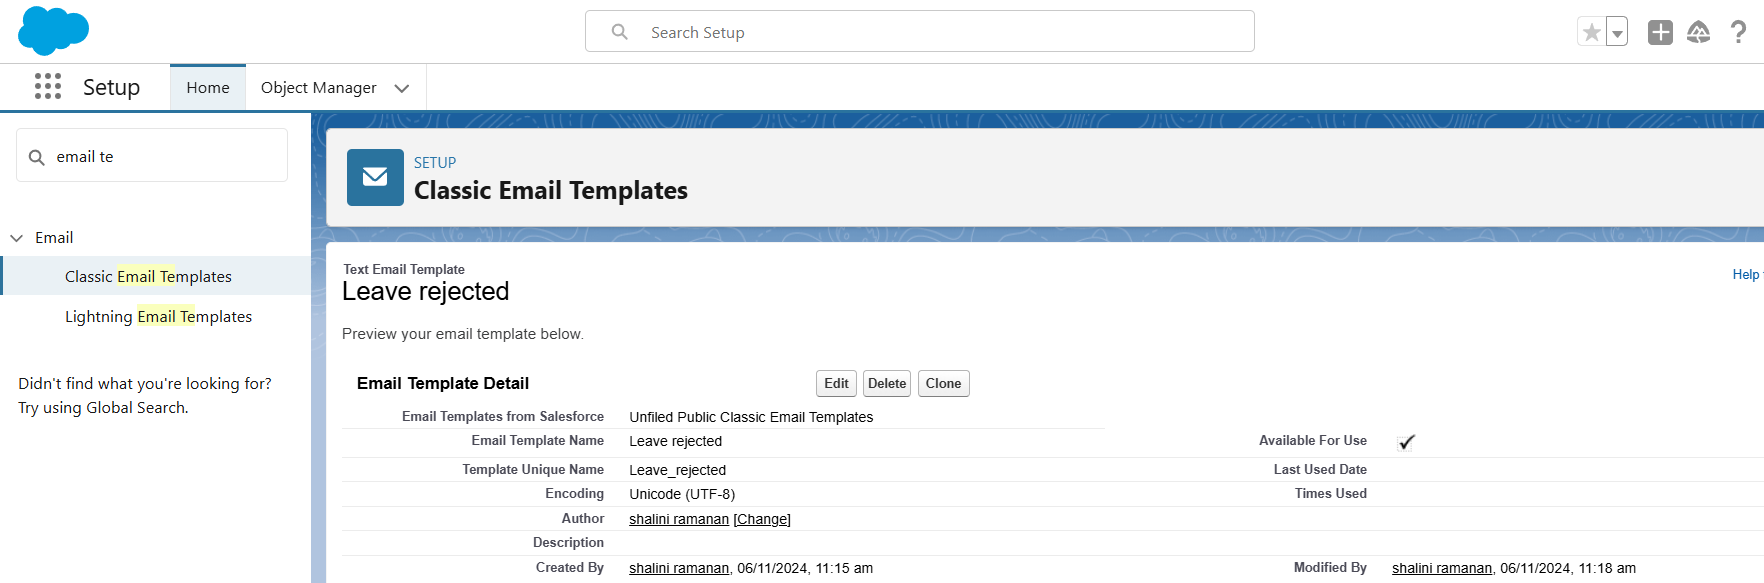 Search Setup
Setup
Home
Object Manager
email te
Email
Classic Email Templates
Lightning Email Templates
Didn't find what you're looking for?
Try using Global Search.
SETUP
Classic Email Templates
Text Email Template
Leave rejected
Help
Preview your email template below.
Email Template Detail
Edit Delete Clone
Email Templates from Salesforce Unfiled Public Classic Email Templates
Email Template Name Leave rejected Available For Use
Template Unique Name Leave_rejected Last Used Date
Encoding Unicode (UTF-8) Times Used
Author shalini ramanan [Change]
Description
Created By shalini ramanan, 06/11/2024, 11:15 am Modified By shalini ramanan, 06/11/2024, 11:18 am